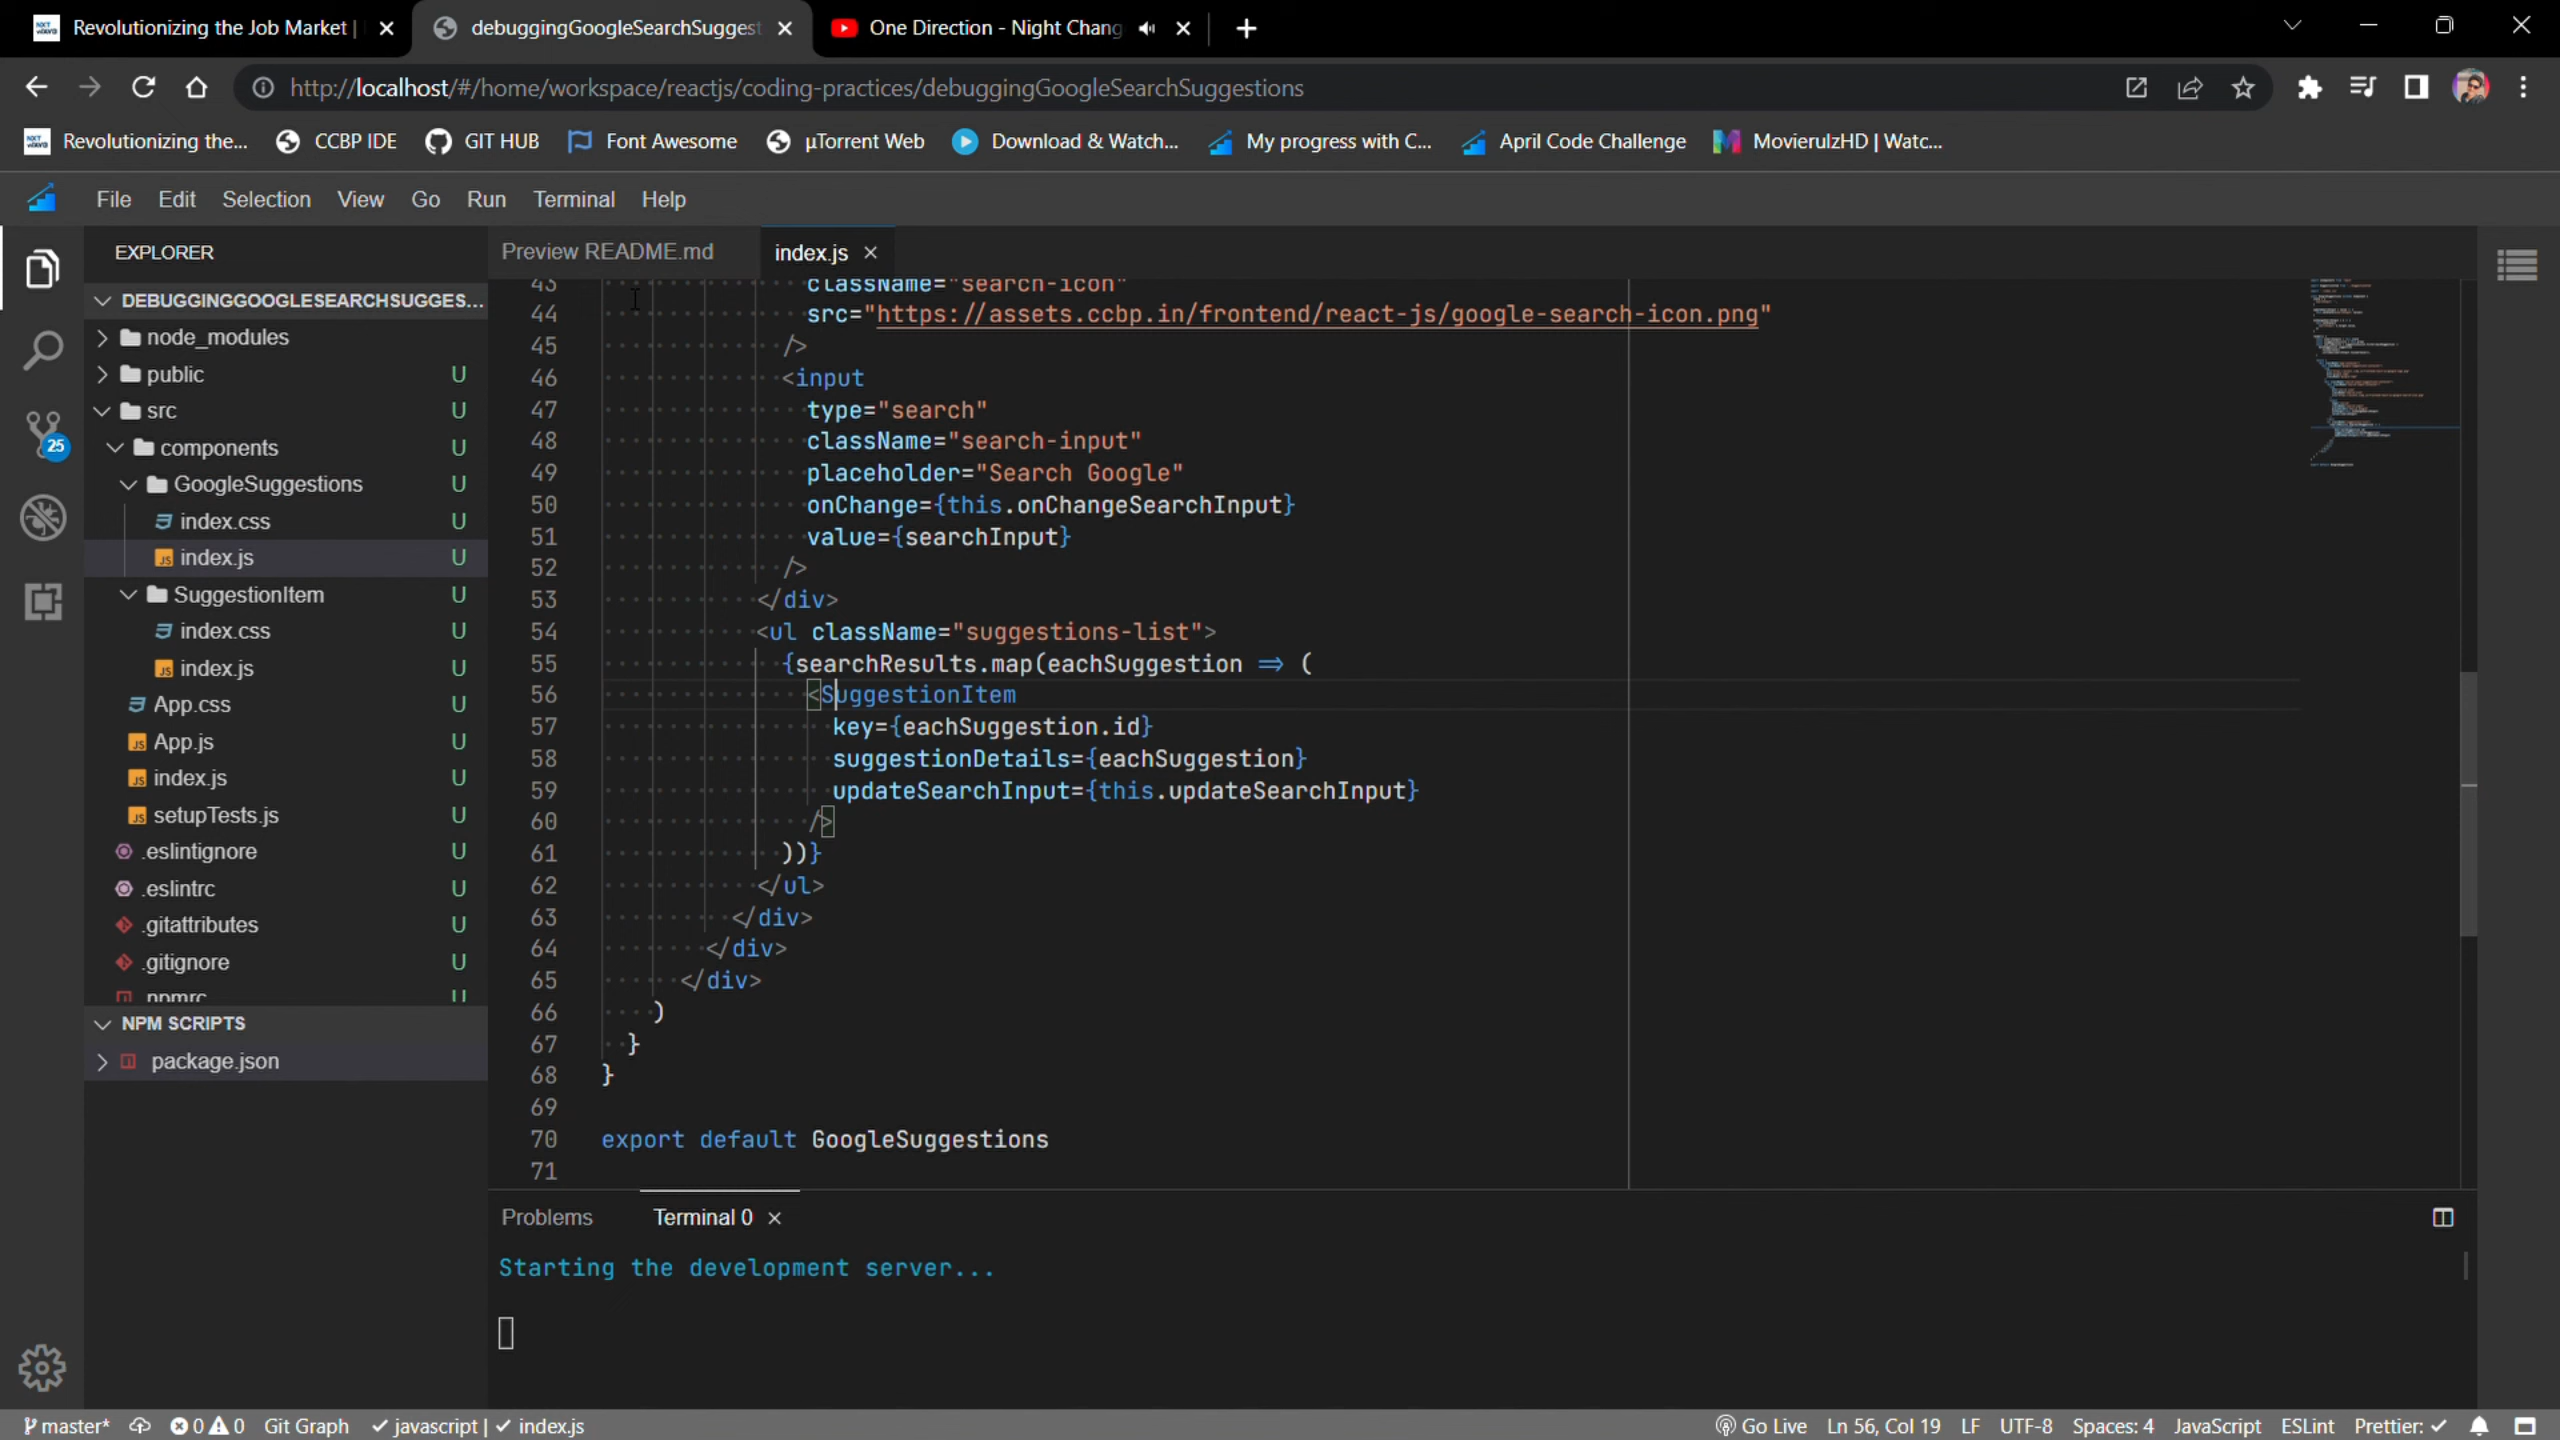 Revolutionizing the Job Market |
debuggingGoogleSearchSuggest
One Direction - Night Chang
http://localhost/#/home/workspace/reactjs/coding-practices/debuggingGoogleSearchSuggestions
Revolutionizing the...
CCBP IDE
GIT HUB
Font Awesome
µTorrent Web
Download & Watch...
My progress with C...
April Code Challenge
MovierulzHD | Watc...
File Edit Selection View Go Run Terminal Help
EXPLORER
DEBUGGINGGOOGLESEARCHSUGGES...
node_modules
public U
src U
components U
GoogleSuggestions U
index.css U
index.js U
SuggestionItem U
index.css U
index.js U
App.css U
App.js U
index.js U
setupTests.js U
.eslintignore U
.eslintrc U
.gitattributes U
.gitignore U
.npmrc U
NPM SCRIPTS
package.json
25
Preview README.md
index.js
43 className="search-icon"
44 src="https://assets.ccbp.in/frontend/react-js/google-search-icon.png"
45 />
46 <input
47 type="search"
48 className="search-input"
49 placeholder="Search Google"
50 onChange={this.onChangeSearchInput}
51 value={searchInput}
52 />
53 </div>
54 <ul className="suggestions-list">
55 {searchResults.map(eachSuggestion => (
56 <SuggestionItem
57 key={eachSuggestion.id}
58 suggestionDetails={eachSuggestion}
59 updateSearchInput={this.updateSearchInput}
60 />
61 ))}
62 </ul>
63 </div>
64 </div>
65 </div>
66 )
67 }
68 }
69
70 export default GoogleSuggestions
71
Problems
Terminal 0
Starting the development server...
master* 0 0 Git Graph javascript | index.js
Go Live Ln 56, Col 19 LF UTF-8 Spaces: 4 JavaScript ESLint Prettier: